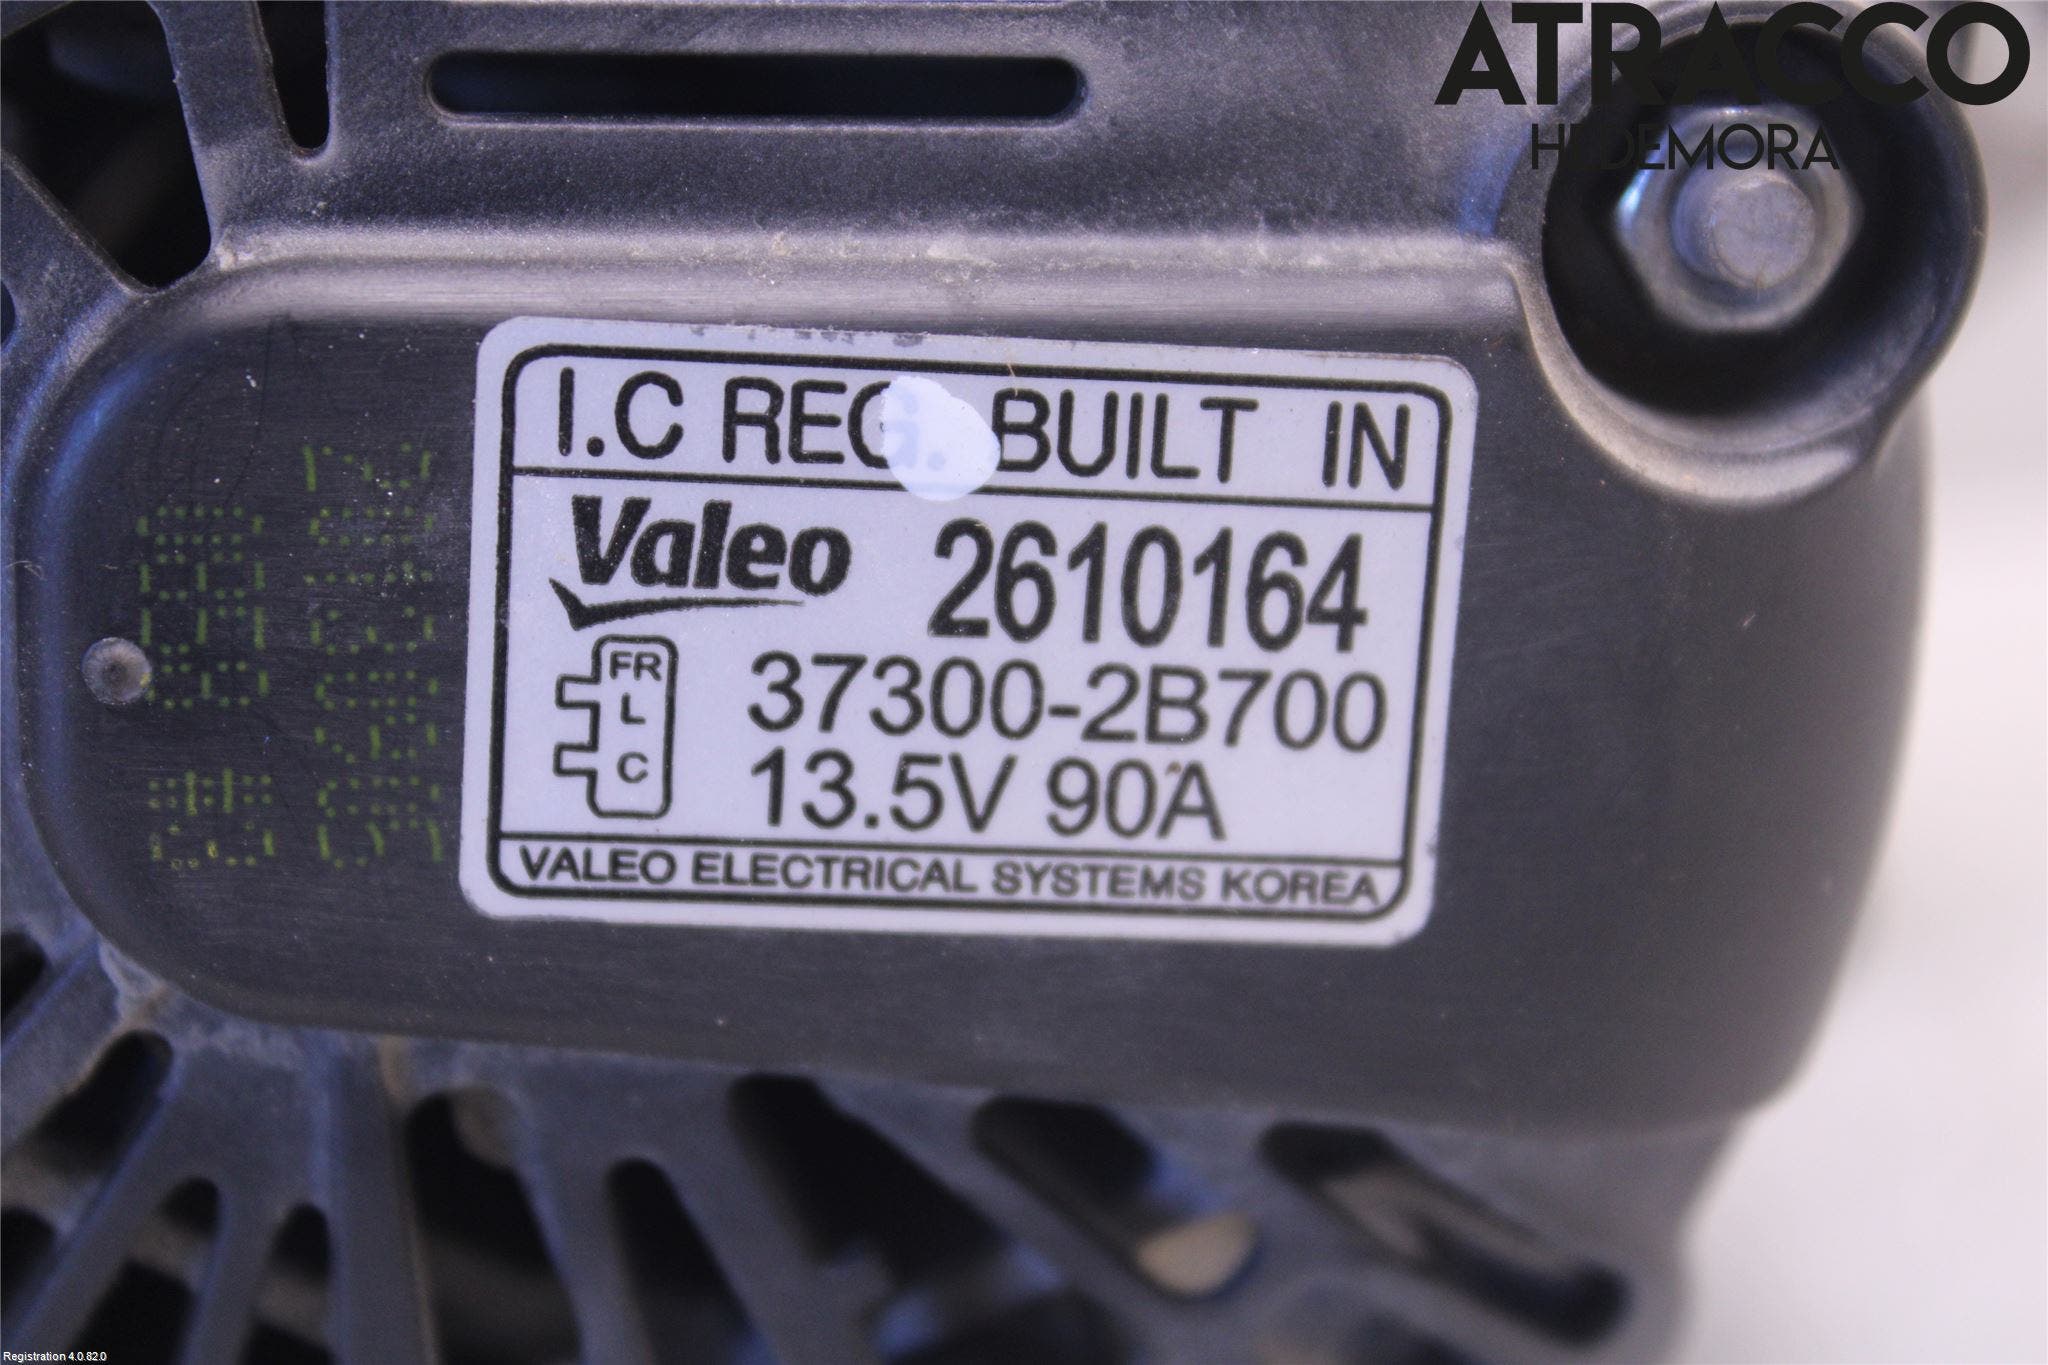 ATRACCO
HEDEMORA
I.C REG. BUILT IN
Valeo 2610164
FR
L
C
37300-2B700
13.5V 90A
VALEO ELECTRICAL SYSTEMS KOREA
Registration 4.0.82.0